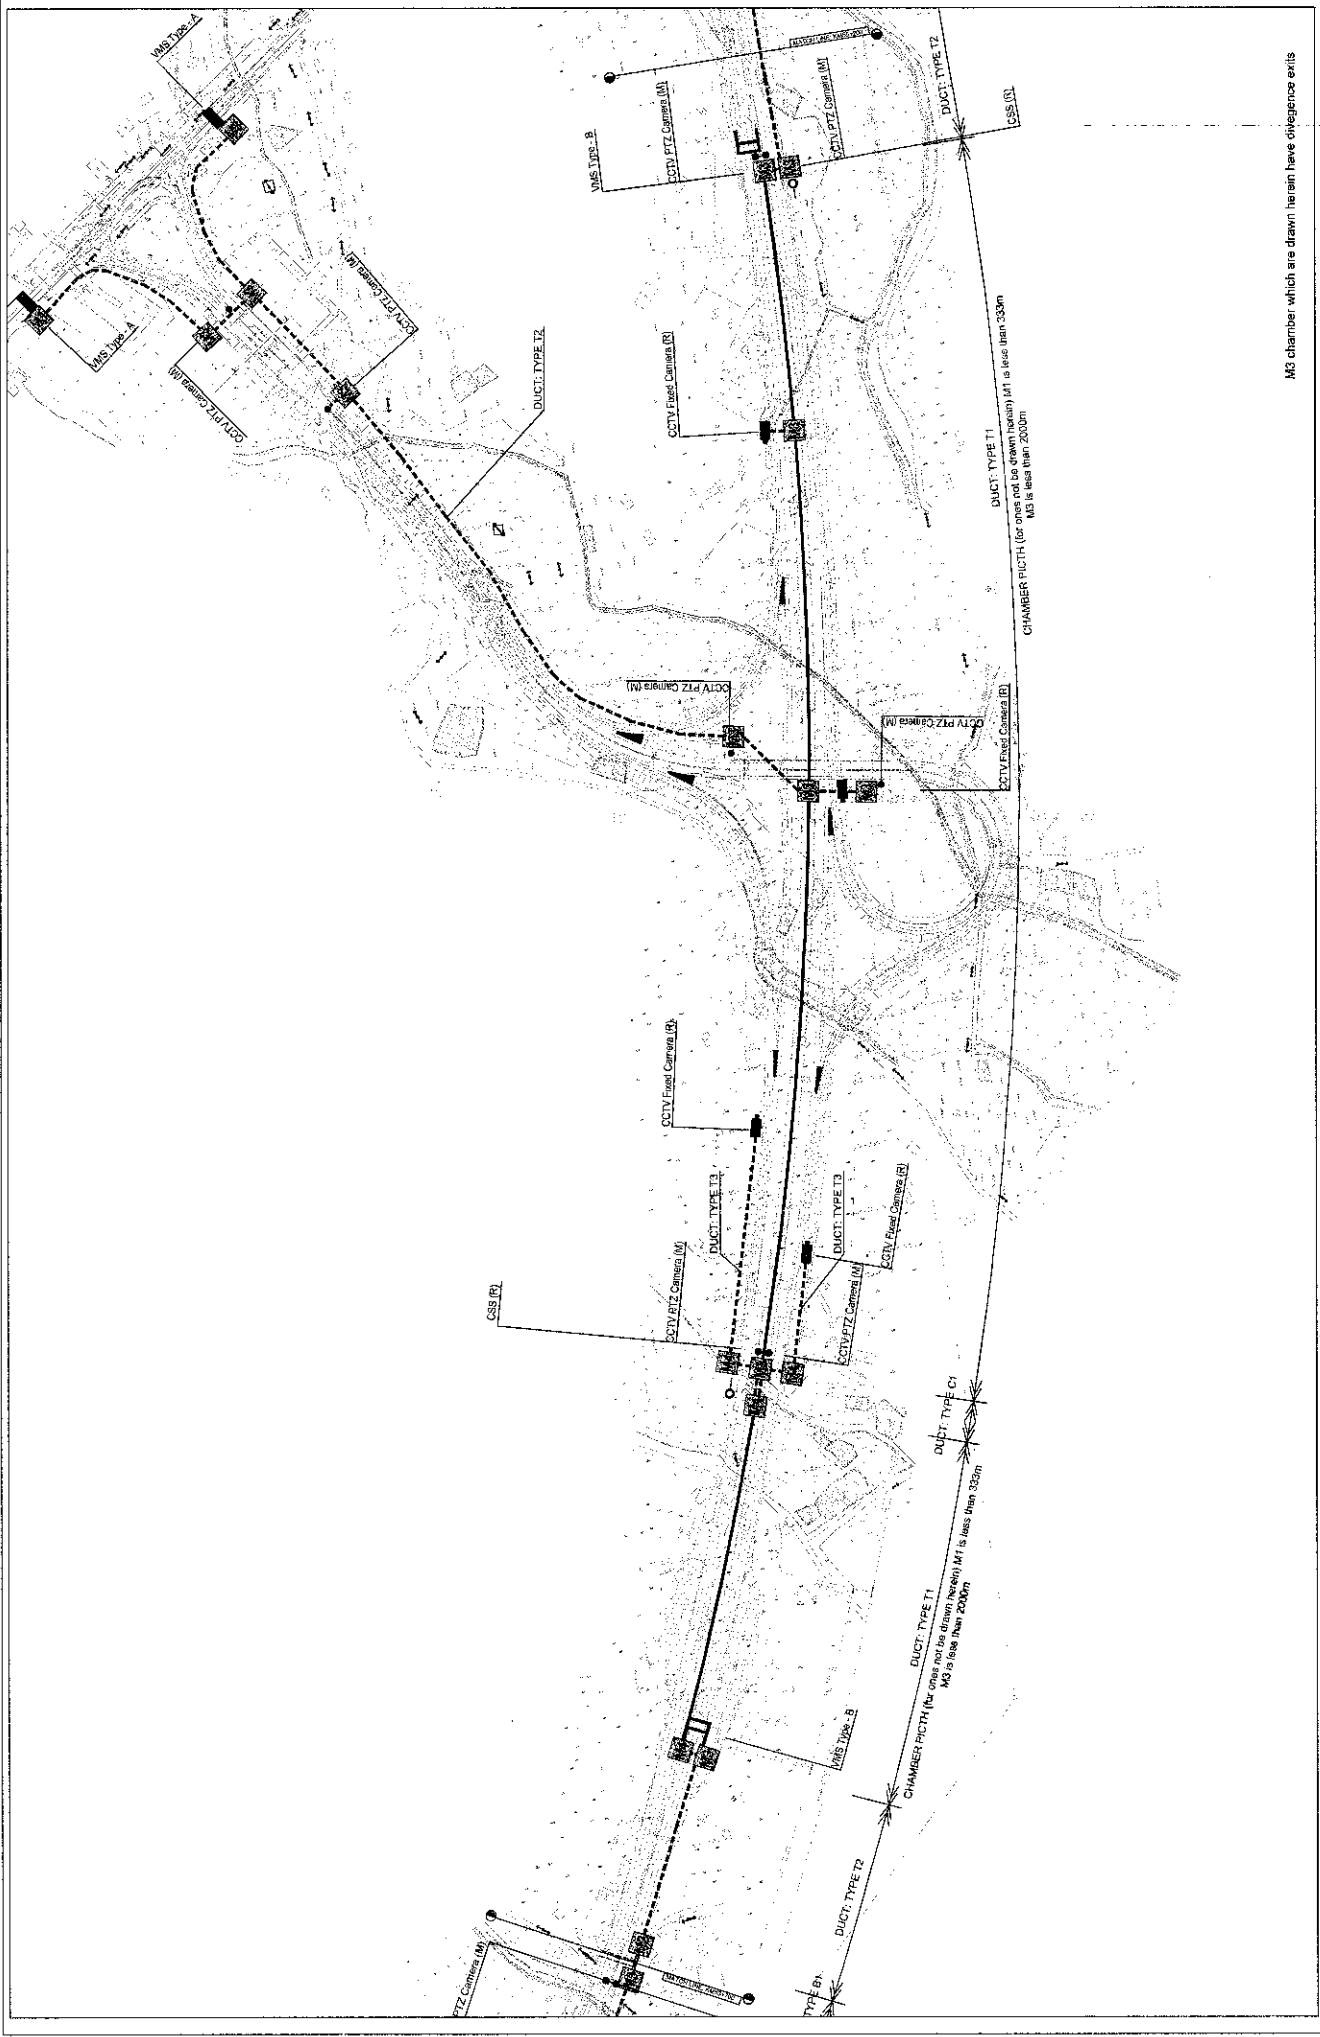 VMS Type - A
VMS Type - A
CCTV PTZ Camera (M)
CCTV PTZ Camera (M)
DUCT: TYPE T2
VMS Type - B
CCTV PTZ Camera (M)
CCTV PTZ Camera (M)
DUCT: TYPE T2
CSS (R)
CCTV Fixed Camera (R)
DUCT: TYPE T1
CHAMBER PICTH (for ones not be drawn herein) M1 is less than 333m
M3 is less than 2000m
CCTV PTZ Camera (M)
CCTV PTZ Camera (M)
CCTV Fixed Camera (R)
CCTV Fixed Camera (R)
DUCT: TYPE T3
DUCT: TYPE T3
CCTV Fixed Camera (R)
CSS (R)
CCTV PTZ Camera (M)
CCTV PTZ Camera (M)
DUCT: TYPE C1
DUCT: TYPE T1
CHAMBER PICTH (for ones not be drawn herein) M1 is less than 333m
M3 is less than 2000m
VMS Type - B
DUCT: TYPE T2
PTZ Camera (M)
TYPE B1
M3 chamber which are drawn herein have divegence exits